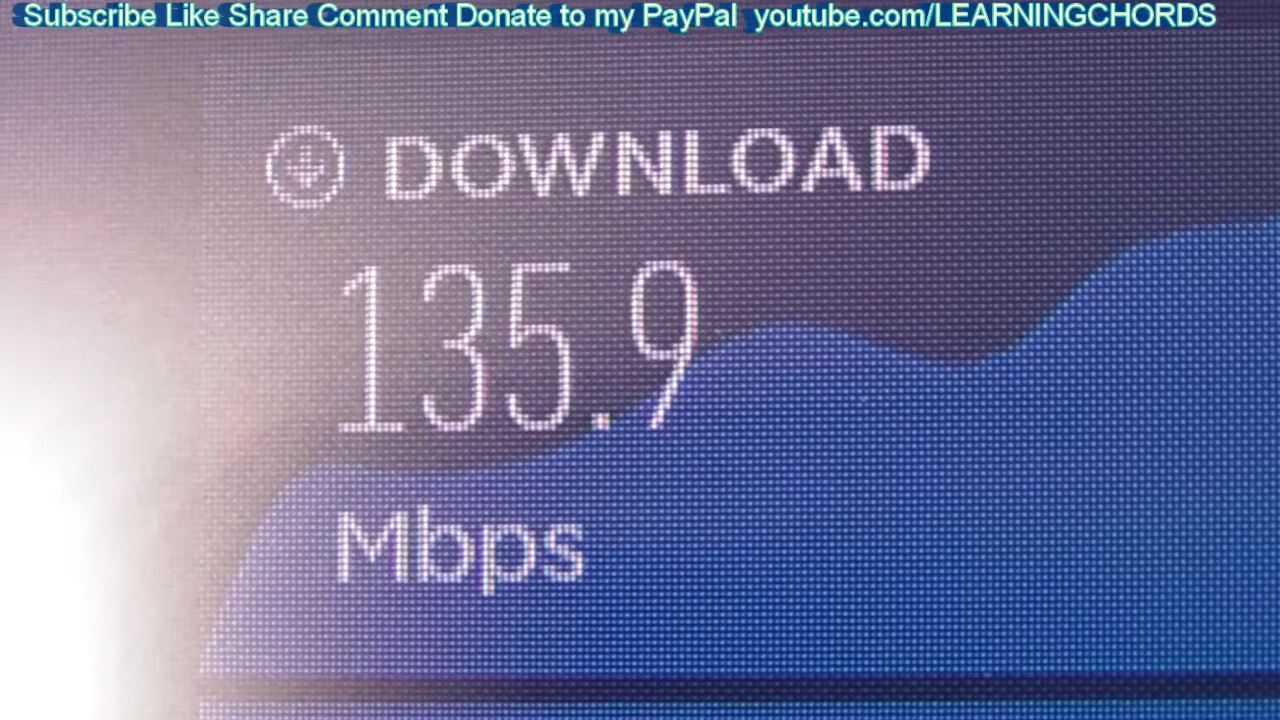 Subscribe Like Share Comment Donate to my PayPal youtube.com/LEARNINGCHORDS
DOWNLOAD
135.9
Mbps